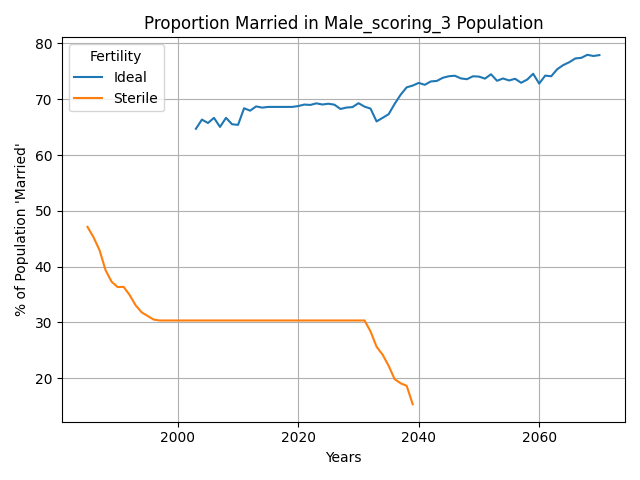 Proportion Married in Male_scoring_3 Population
Fertility
Ideal
Sterile
% of Population 'Married'
80
70
60
50
40
30
20
2000 2020 2040 2060
Years